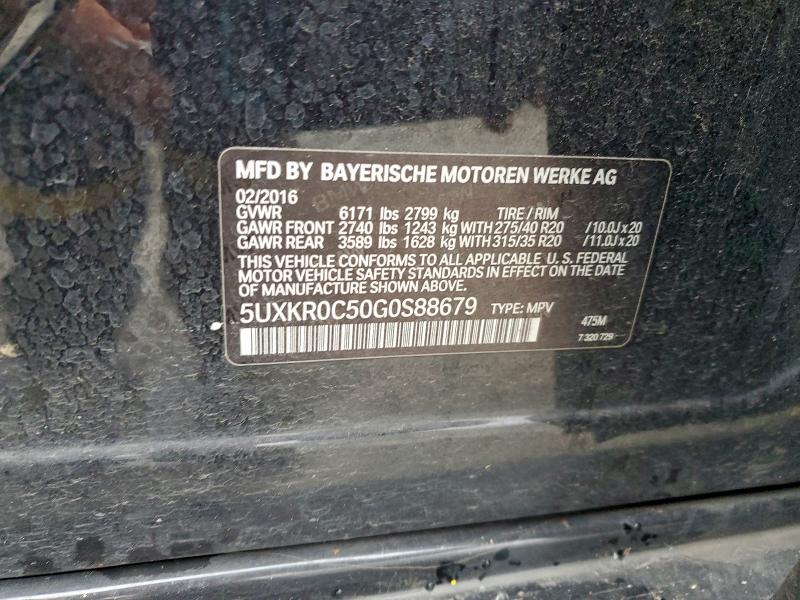 MFD BY BAYERISCHE MOTOREN WERKE AG
02/2016
GVWR 6171 lbs 2799 kg TIRE / RIM
GAWR FRONT 2740 lbs 1243 kg WITH 275/40 R20 /10.0J x 20
GAWR REAR 3589 lbs 1628 kg WITH 315/35 R20 /11.0J x 20
THIS VEHICLE CONFORMS TO ALL APPLICABLE U.S. FEDERAL
MOTOR VEHICLE SAFETY STANDARDS IN EFFECT ON THE DATE
OF MANUFACTURE SHOWN ABOVE.
5UXKR0C50G0S88679 TYPE: MPV
475M
7 320 729